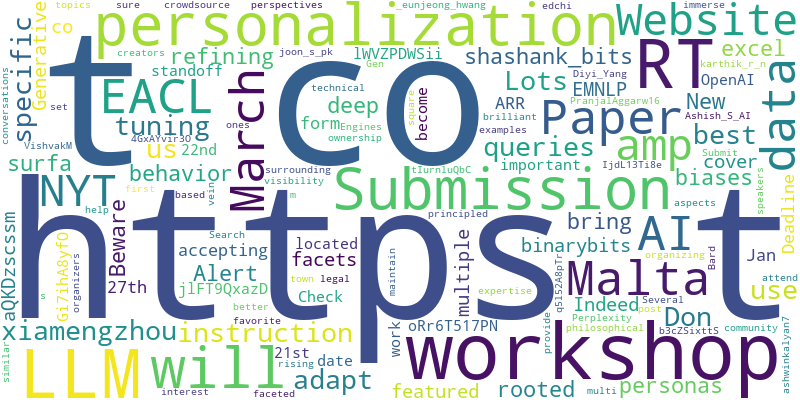 topics sure crowdsource perspectives _eunjeong_hwang edchi immerse
t co personalization Website
Generative co creators joon_s_pk Gen lWVZPDWSii shashank_bits RT excel karthik_r_n
specific refining standoff technical Lots EMNLP Diyi_Yang OpenAI
conversations set EACL March deep square become brilliant ARR PranjalAggarw16 New data
VishvakM 4GxAYvir3O ones form Engines examples queries Paper Ashish_S_AI best
tuning us 22nd ownership important amp Submit
surfa behavior surrounding visibility tIurnluQbC IjdL13Ti8e cover
first based vein m Submission biases speakers
NYT help principled aspects
https t
aQKDzscssm organizers Gi7ihA8yfO Beware Search accepting located facets maintain multiple bring binarybits AI Jan Deadline
s town legal Alert organizing Bard attend
27th jlFT9QxazD Check expertise q5152A8pTr Malta use
better Indeed Several
xiamengzhou instruction favorite work oRr6T517PN provide Perplexity Don post b3cZSixttS community
similar 21st date philosophical
LLM will rising adapt workshop ashwinkalyan7
interest faceted featured rooted multi personas